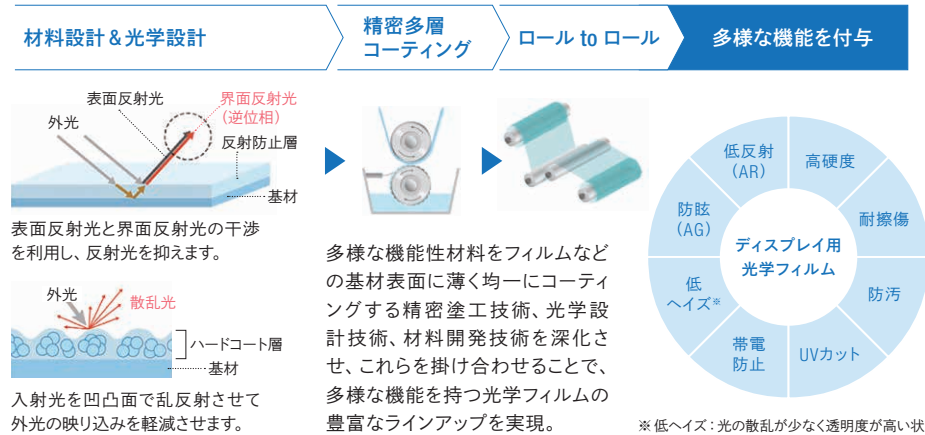 材料設計&光学設計
精密多層
コーティング
ロール to ロール
多様な機能を付与
表面反射光
界面反射光
(逆位相)
外光
反射防止層
基材
表面反射光と界面反射光の干渉
を利用し、反射光を抑えます。
外光
散乱光
ハードコート層
基材
入射光を凹凸面で乱反射させて
外光の映り込みを軽減させます。
多様な機能性材料をフィルムなど
の基材表面に薄く均一にコーティ
ングする精密塗工技術、光学設
計技術、材料開発技術を深化さ
せ、これらを掛け合わせることで、
多様な機能を持つ光学フィルムの
豊富なラインアップを実現。
低反射
(AR)
高硬度
耐擦傷
防汚
UVカット
帯電
防止
低
ヘイズ※
防眩
(AG)
ディスプレイ用
光学フィルム
※低ヘイズ:光の散乱が少なく透明度が高い状